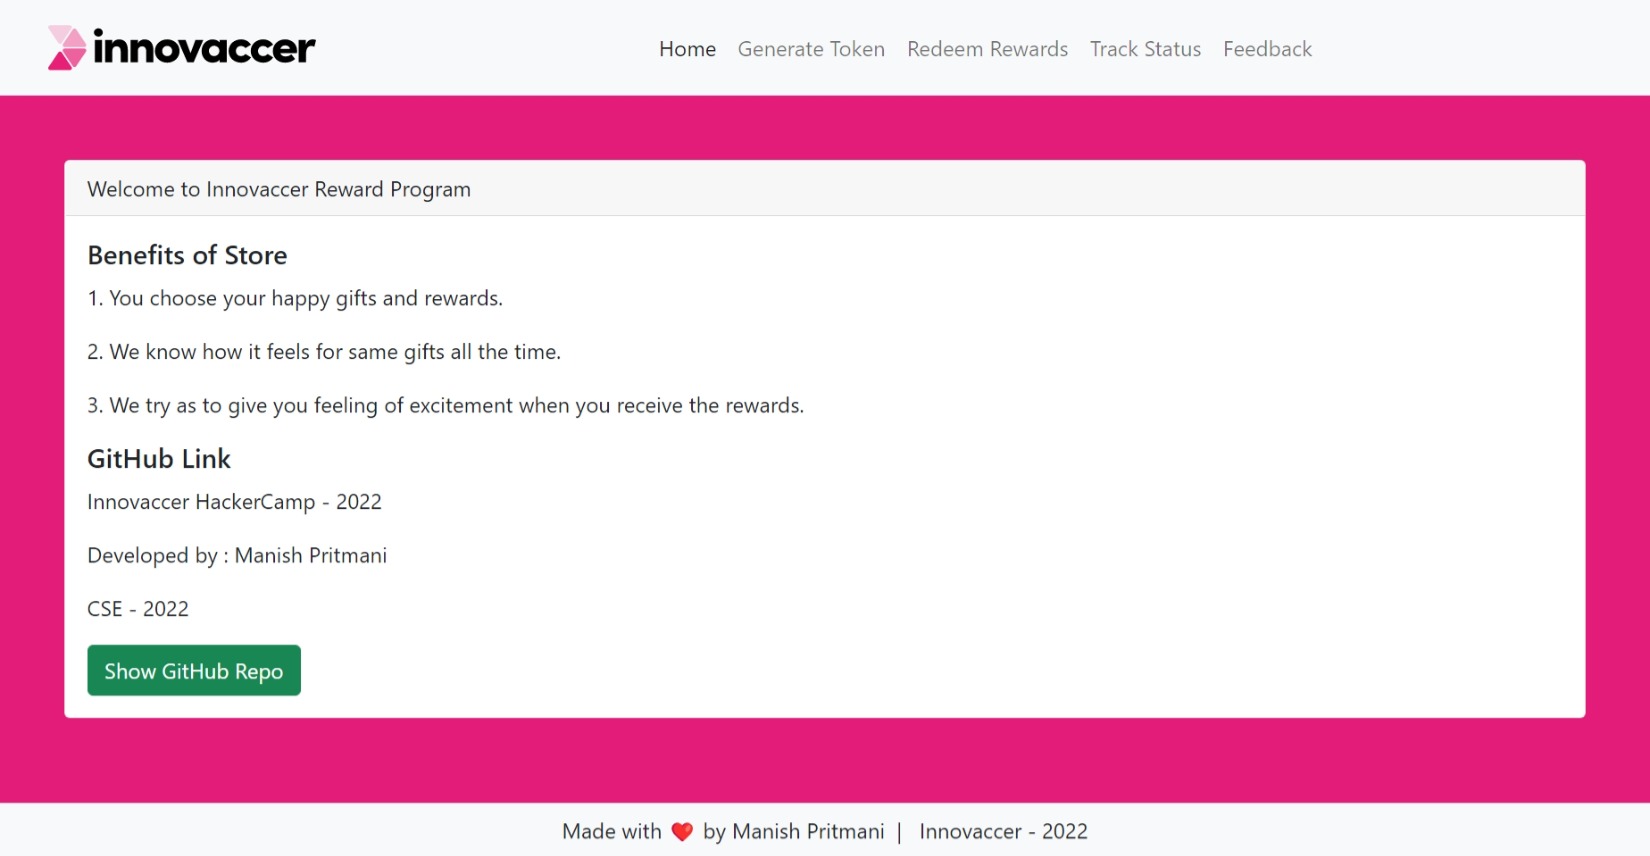 innovaccer
Home Generate Token Redeem Rewards Track Status Feedback
Welcome to Innovaccer Reward Program
Benefits of Store
1. You choose your happy gifts and rewards.
2. We know how it feels for same gifts all the time.
3. We try as to give you feeling of excitement when you receive the rewards.
GitHub Link
Innovaccer HackerCamp - 2022
Developed by : Manish Pritmani
CSE - 2022
Show GitHub Repo
Made with ❤️ by Manish Pritmani | Innovaccer - 2022